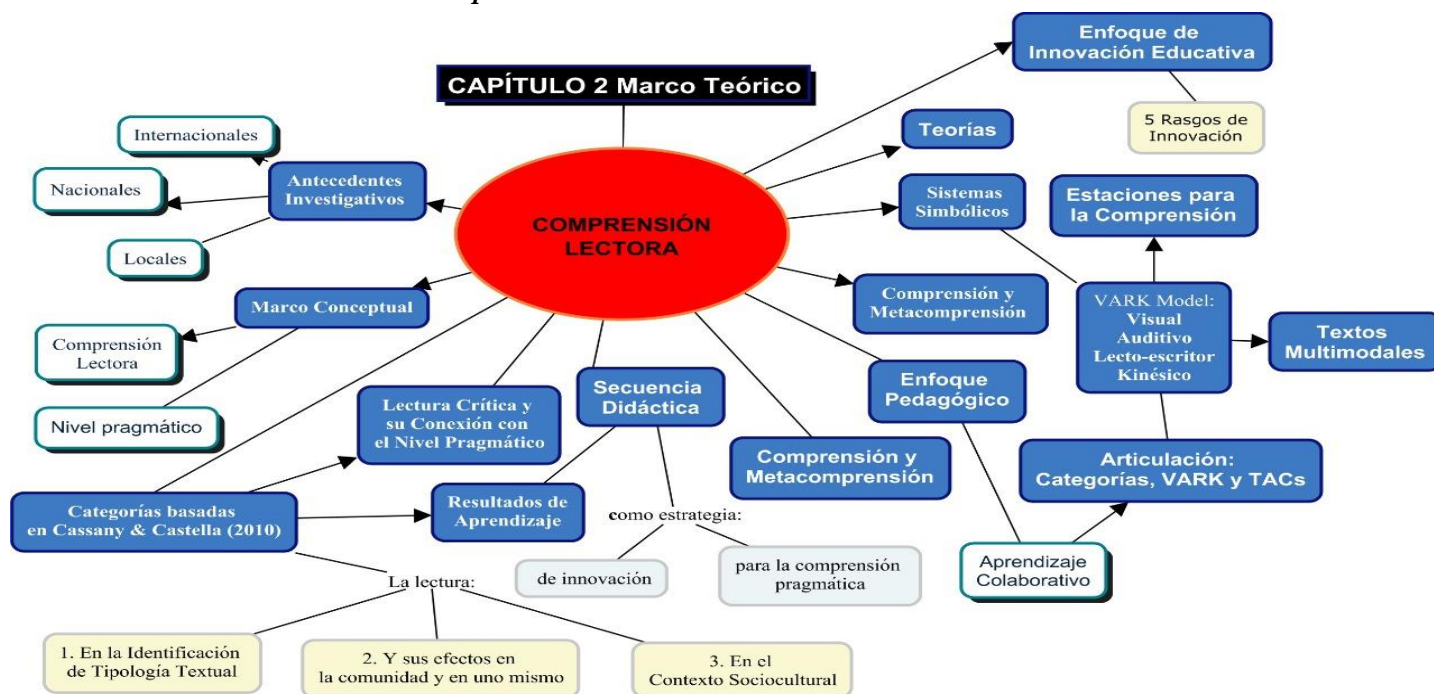 CAPÍTULO 2 Marco Teórico
Enfoque de
Innovación Educativa
5 Rasgos de
Innovación
Teorías
Internacionales
Nacionales
Locales
Antecedentes
Investigativos
COMPRENSIÓN
LECTORA
Sistemas
Simbólicos
Estaciones para
la Comprensión
Marco Conceptual
Comprensión
Lectora
Nivel pragmático
Comprensión y
Metacomprensión
VARK Model:
Visual
Auditivo
Lecto-escritor
Kinésico
Textos
Multimodales
Lectura Crítica y
su Conexión con
el Nivel Pragmático
Secuencia
Didáctica
Enfoque
Pedagógico
Comprensión y
Metacomprensión
Articulación:
Categorías, VARK y TACs
Categorías basadas
en Cassany & Castella (2010)
Resultados de
Aprendizaje
como estrategia:
de innovación
para la comprensión
pragmática
Aprendizaje
Colaborativo
La lectura:
1. En la Identificación
de Tipología Textual
2. Y sus efectos en
la comunidad y en uno mismo
3. En el
Contexto Sociocultural